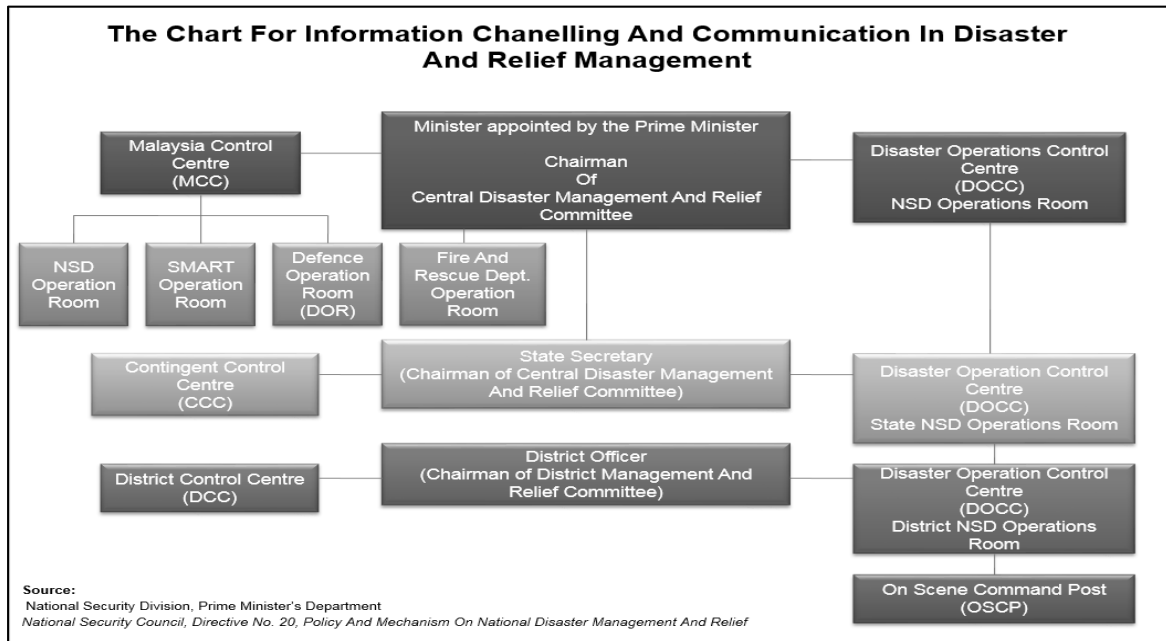 The Chart For Information Chanelling And Communication In Disaster
And Relief Management
Malaysia Control
Centre
(MCC)
Minister appointed by the Prime Minister
Chairman
Of
Central Disaster Management And Relief
Committee
Disaster Operations Control
Centre
(DOCC)
NSD Operations Room
NSD
Operation
Room
SMART
Operation
Room
Defence
Operation
Room
(DOR)
Fire And
Rescue Dept.
Operation
Room
Contingent Control
Centre
(CCC)
State Secretary
(Chairman of Central Disaster Management
And Relief Committee)
Disaster Operation Control
Centre
(DOCC)
State NSD Operations Room
District Control Centre
(DCC)
District Officer
(Chairman of District Management And
Relief Committee)
Disaster Operation Control
Centre
(DOCC)
District NSD Operations
Room
On Scene Command Post
(OSCP)
Source:
National Security Division, Prime Minister's Department
National Security Council, Directive No. 20, Policy And Mechanism On National Disaster Management And Relief